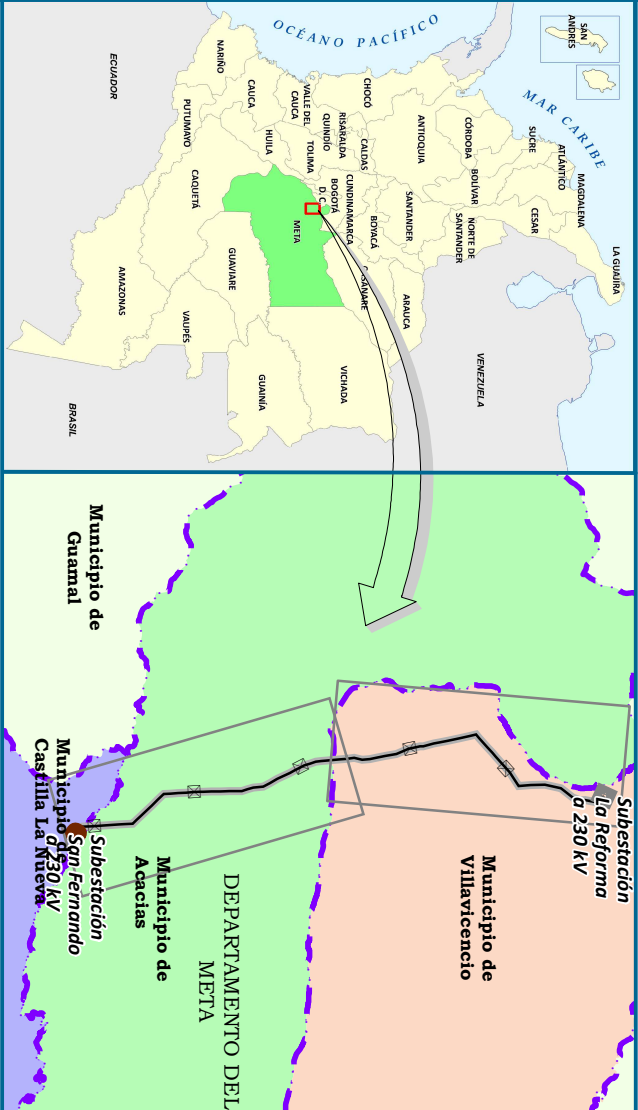 SAN
ANDRÉS
MAR CARIBE
OCÉANO PACÍFICO
LA GUAJIRA
MAGDALENA
ATLÁNTICO
SUCRE
CESAR
CÓRDOBA
BOLÍVAR
NORTE DE
SANTANDER
ANTIOQUIA
SANTANDER
ARAUCA
VENEZUELA
CHOCÓ
CALDAS
BOYACÁ
CASANARE
RISARALDA
CUNDINAMARCA
QUINDÍO
BOGOTÁ
D. C.
VALLE DEL
CAUCA
TOLIMA
META
VICHADA
CAUCA
HUILA
NARIÑO
GUAVIARE
GUAINÍA
PUTUMAYO
CAQUETÁ
VAUPÉS
AMAZONAS
ECUADOR
BRASIL
Subestación
La Reforma
a 230 kV
Municipio de
Villavicencio
DEPARTAMENTO DEL
META
Municipio de
Acacias
Municipio de
Guamal
Subestación
San Fernando
a 230 kV
Municipio de
Castilla La Nueva